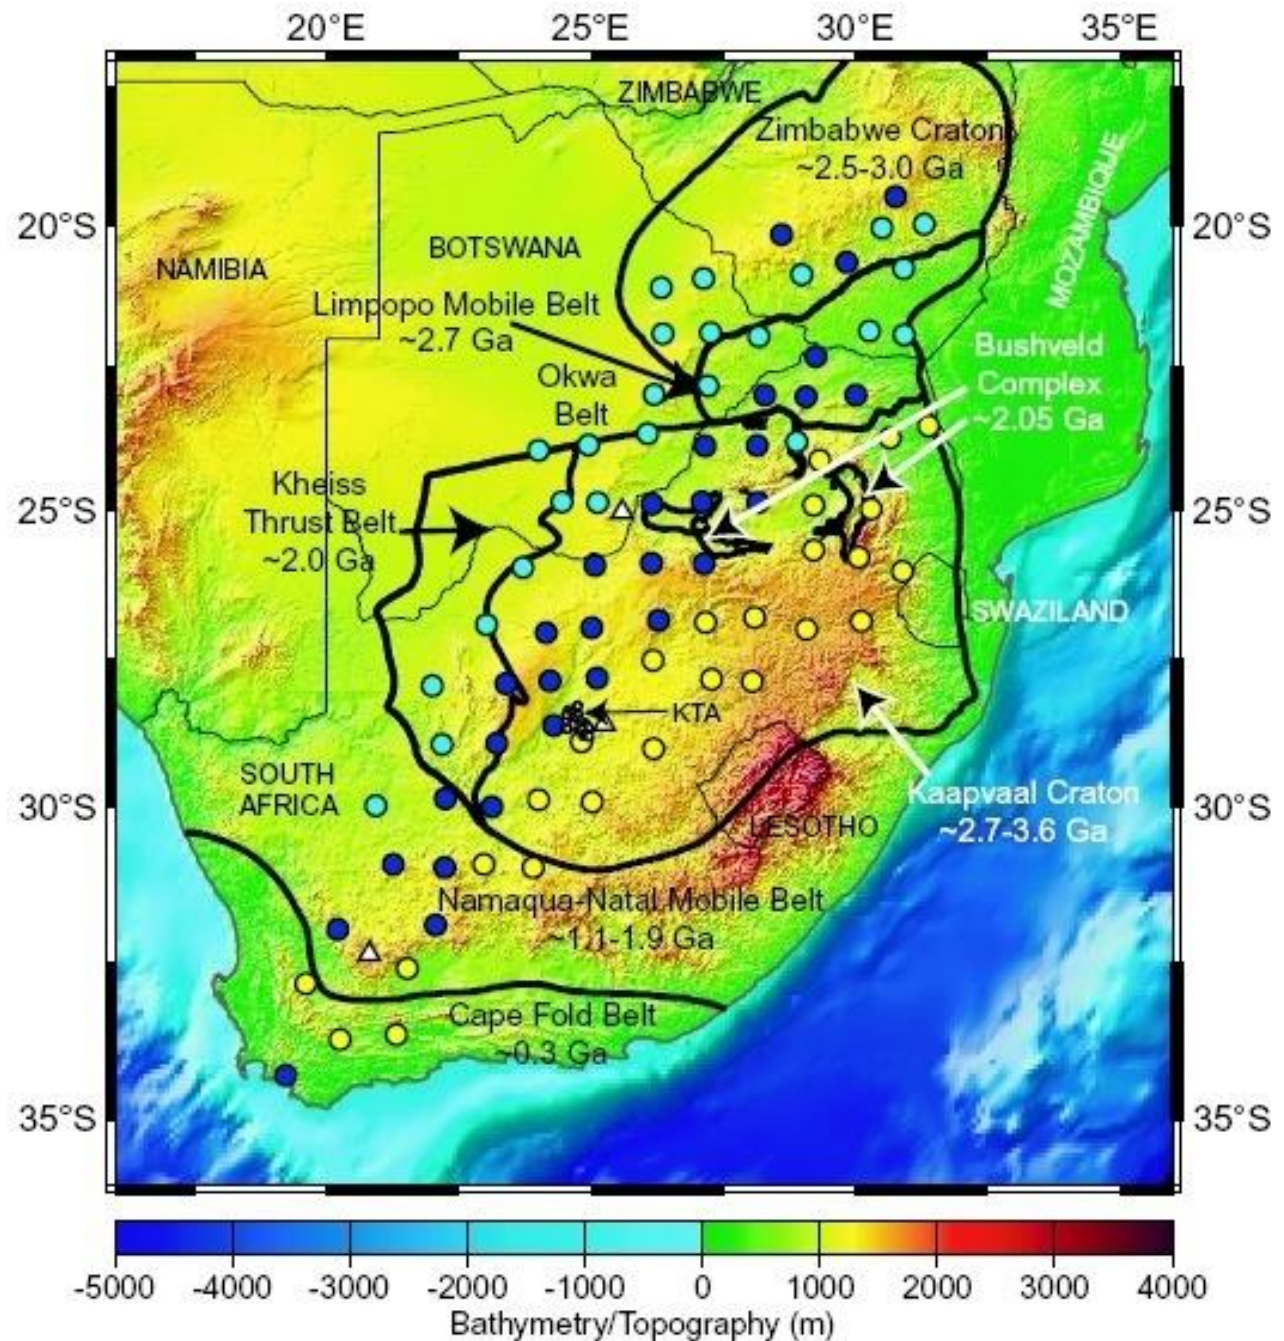 20°E 25°E 30°E 35°E
ZIMBABWE
Zimbabwe Craton
~2.5-3.0 Ga
MOZAMBIQUE
20°S 20°S
BOTSWANA
NAMIBIA
Limpopo Mobile Belt
~2.7 Ga
Bushveld
Complex
~2.05 Ga
Okwa
Belt
Kheiss
Thrust Belt
~2.0 Ga
25°S 25°S
SWAZILAND
KTA
SOUTH
AFRICA
Kaapvaal Craton
~2.7-3.6 Ga
30°S 30°S
LESOTHO
Namaqua-Natal Mobile Belt
~1.1-1.9 Ga
Cape Fold Belt
~0.3 Ga
35°S 35°S
-5000 -4000 -3000 -2000 -1000 0 1000 2000 3000 4000
Bathymetry/Topography (m)